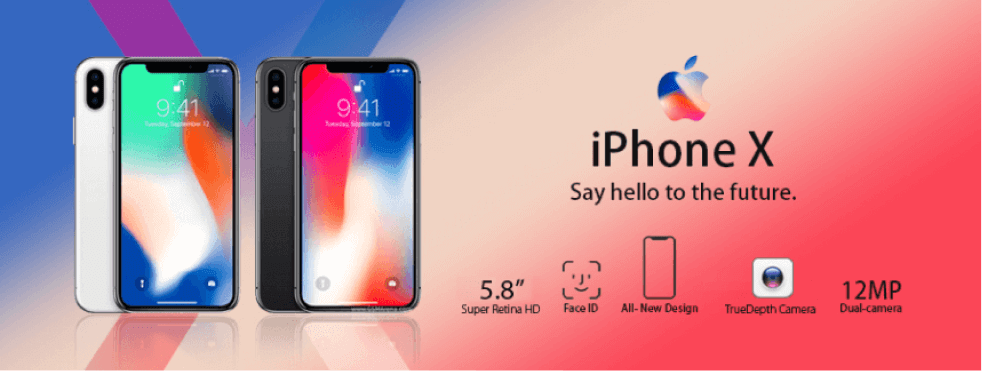 9:41
Tuesday, September 12
9:41
Tuesday, September 12
iPhone X
Say hello to the future.
5.8”
Super Retina HD
Face ID
All-New Design
TrueDepth Camera
12MP
Dual-camera